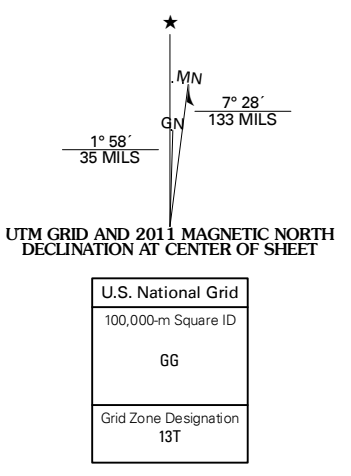 ★
MN
7° 28´
133 MILS
GN
1° 58´
35 MILS
UTM GRID AND 2011 MAGNETIC NORTH
DECLINATION AT CENTER OF SHEET
U.S. National Grid
100,000-m Square ID
GG
Grid Zone Designation
13T